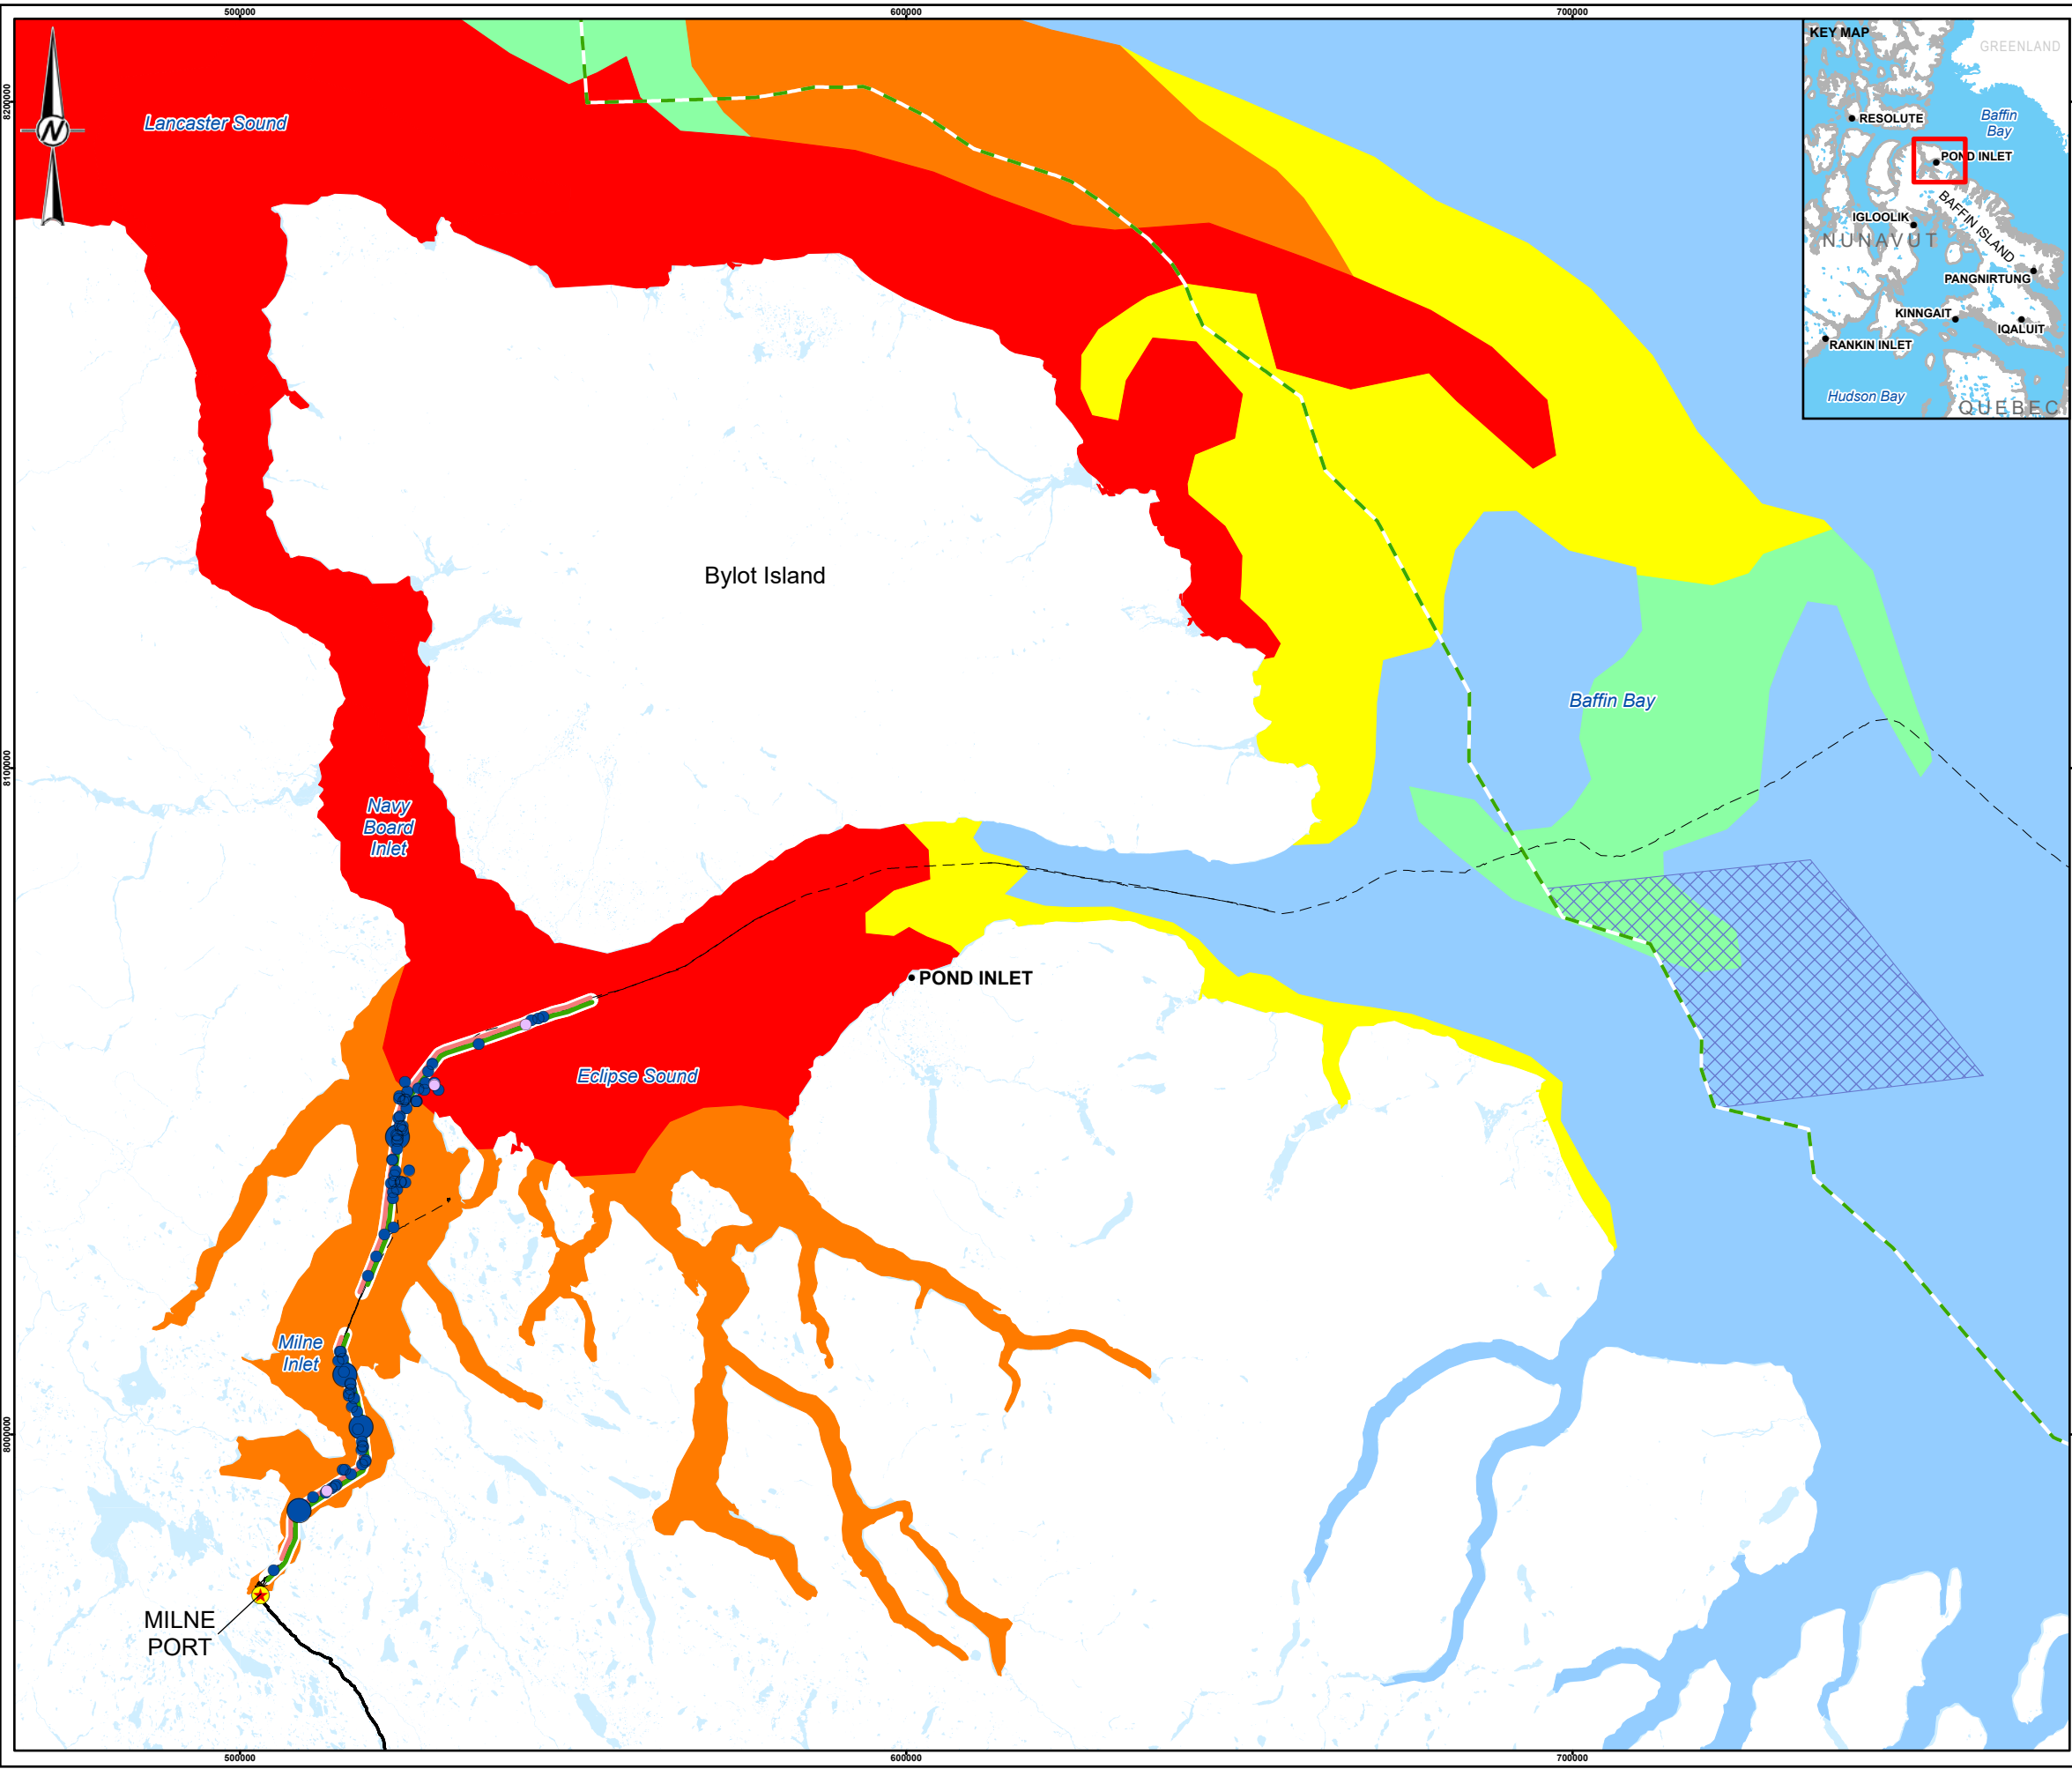 500000
600000
700000
8200000
8100000
8000000
N
Lancaster Sound
KEY MAP
GREENLAND
Baffin
Bay
RESOLUTE
POND INLET
BAFFIN ISLAND
IGLOOLIK
NUNAVUT
PANGNIRTUNG
KINNGAIT
IQALUIT
RANKIN INLET
Hudson Bay
QUEBEC
Bylot Island
Baffin Bay
Navy
Board
Inlet
POND INLET
Eclipse Sound
Milne
Inlet
MILNE
PORT
500000
600000
700000